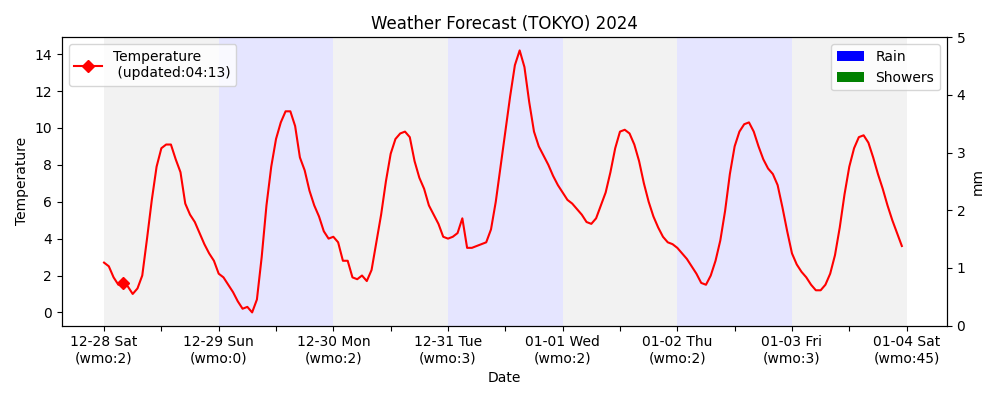 Weather Forecast (TOKYO) 2024
Temperature
(updated:04:13)
Rain
Showers
Temperature
14
12
10
8
6
4
2
0
5
4
3
2
1
0
mm
12-28 Sat
(wmo:2)
12-29 Sun
(wmo:0)
12-30 Mon
(wmo:2)
12-31 Tue
(wmo:3)
01-01 Wed
(wmo:2)
01-02 Thu
(wmo:2)
01-03 Fri
(wmo:3)
01-04 Sat
(wmo:45)
Date